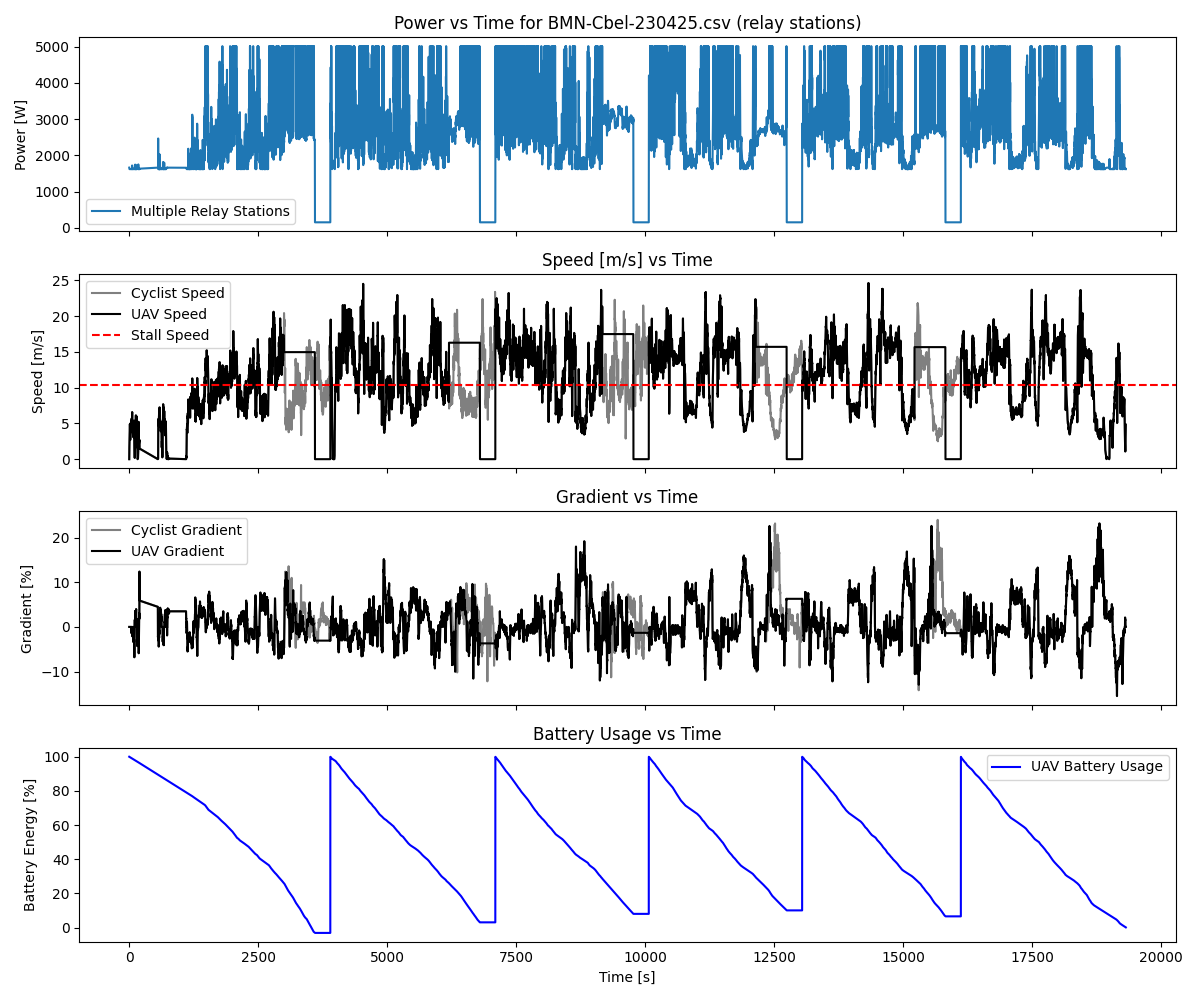 Power vs Time for BMN-Cbel-230425.csv (relay stations)
Power [W]
5000
4000
3000
2000
1000
0
Multiple Relay Stations
Speed [m/s] vs Time
Speed [m/s]
25
20
15
10
5
0
Cyclist Speed
UAV Speed
Stall Speed
Gradient vs Time
Gradient [%]
20
10
0
−10
Cyclist Gradient
UAV Gradient
Battery Usage vs Time
Battery Energy [%]
100
80
60
40
20
0
UAV Battery Usage
0 2500 5000 7500 10000 12500 15000 17500 20000
Time [s]